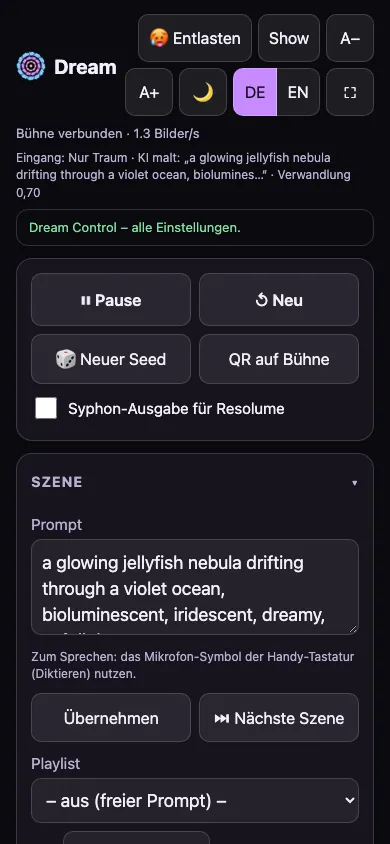 🥵 Entlasten
Show
A–
Dream
A+
🌙
DE
EN
Bühne verbunden · 1.3 Bilder/s
Eingang: Nur Traum · KI malt: „a glowing jellyfish nebula
drifting through a violet ocean, biolumines…“ · Verwandlung
0,70
Dream Control – alle Einstellungen.
⏸ Pause
↺ Neu
🎲 Neuer Seed
QR auf Bühne
Syphon-Ausgabe für Resolume
SZENE
Prompt
a glowing jellyfish nebula drifting
through a violet ocean,
bioluminescent, iridescent, dreamy,
Zum Sprechen: das Mikrofon-Symbol der Handy-Tastatur
(Diktieren) nutzen.
Übernehmen
⏭ Nächste Szene
Playlist
– aus (freier Prompt) –